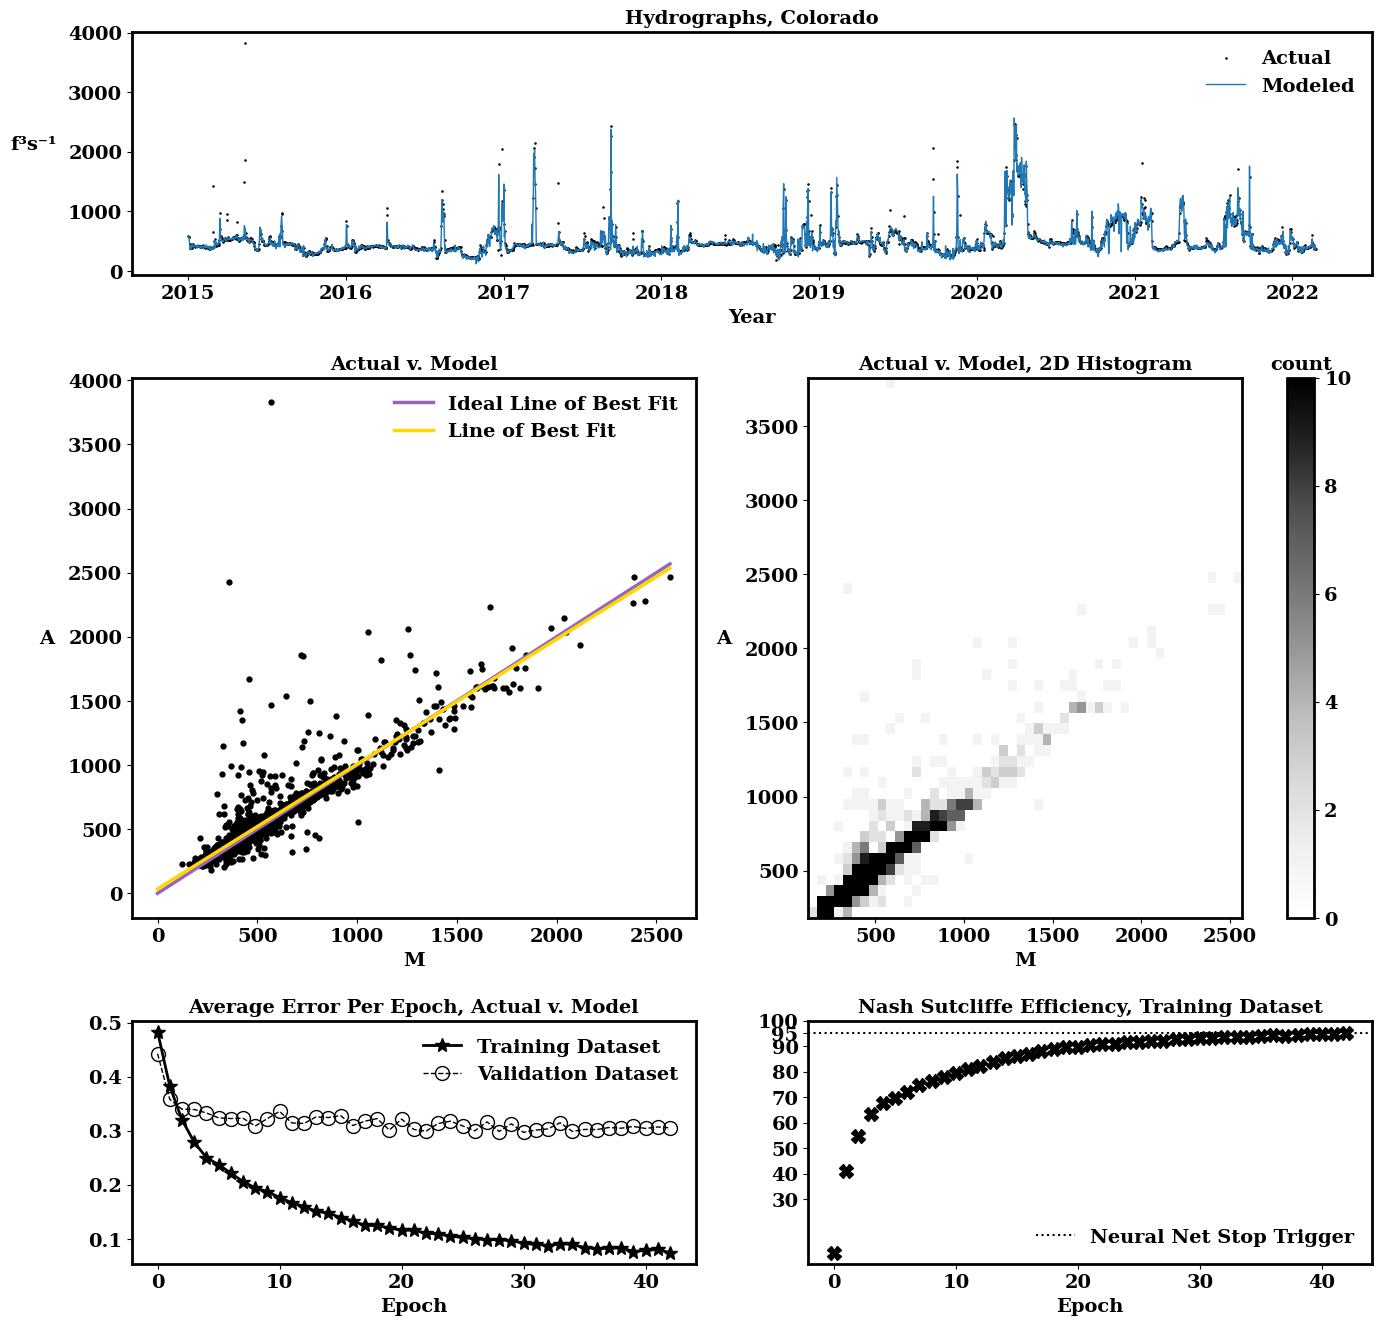 Hydrographs, Colorado
4000
3000
2000
1000
0
f³s⁻¹
Actual
Modeled
2015 2016 2017 2018 2019 2020 2021 2022
Year
Actual v. Model
4000
3500
3000
2500
2000
1500
1000
500
0
A
Ideal Line of Best Fit
Line of Best Fit
0 500 1000 1500 2000 2500
M
Actual v. Model, 2D Histogram
3500
3000
2500
2000
1500
1000
500
A
500 1000 1500 2000 2500
M
count
10
8
6
4
2
0
Average Error Per Epoch, Actual v. Model
0.5
0.4
0.3
0.2
0.1
Training Dataset
Validation Dataset
0 10 20 30 40
Epoch
Nash Sutcliffe Efficiency, Training Dataset
100
95
90
80
70
60
50
40
30
Neural Net Stop Trigger
0 10 20 30 40
Epoch